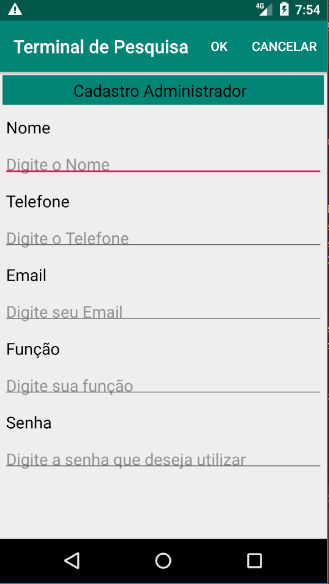 4G 7:54
Terminal de Pesquisa OK CANCELAR
Cadastro Administrador
Nome
Digite o Nome
Telefone
Digite o Telefone
Email
Digite seu Email
Função
Digite sua função
Senha
Digite a senha que deseja utilizar